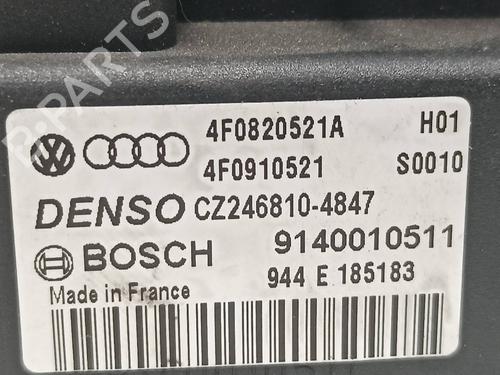 4F0820521A H01
4F0910521 S0010
DENSO CZ246810-4847
BOSCH 9140010511
944 E 185183
Made in France
B-PARTS